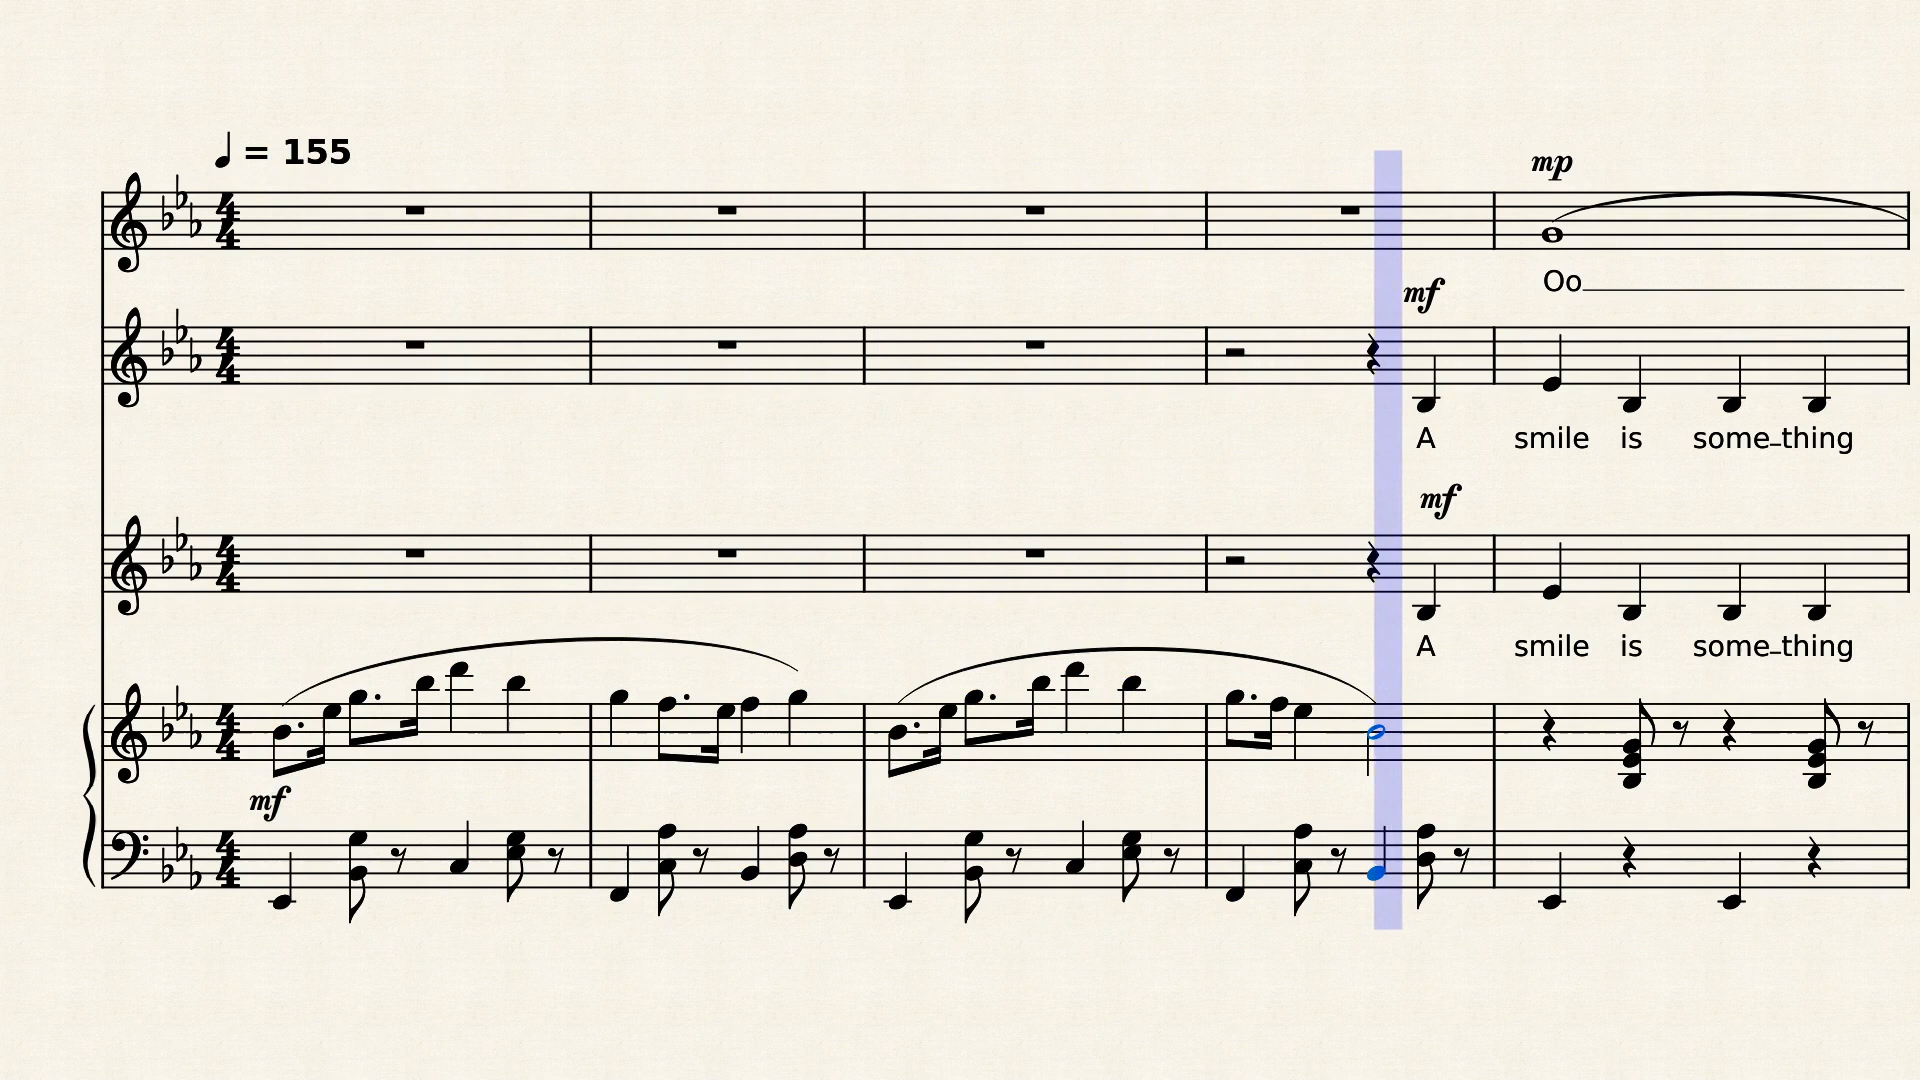 ♩ = 155
mp
Oo
mf
A smile is some-thing
mf
A smile is some-thing
mf